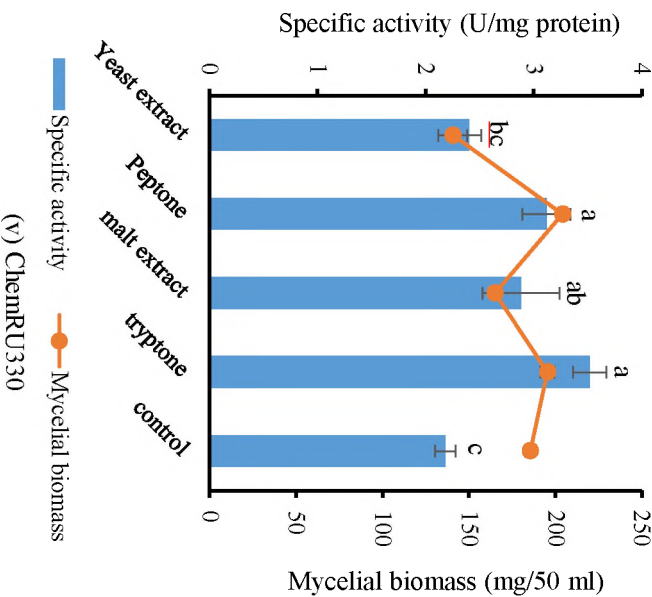 Specific activity (U/mg protein)
0 1 2 3 4
Yeast extract
Peptone
malt extract
tryptone
control
bc
a
ab
a
c
0 50 100 150 200 250
Mycelial biomass (mg/50 ml)
Specific activity
Mycelial biomass
(v) ChemRU330